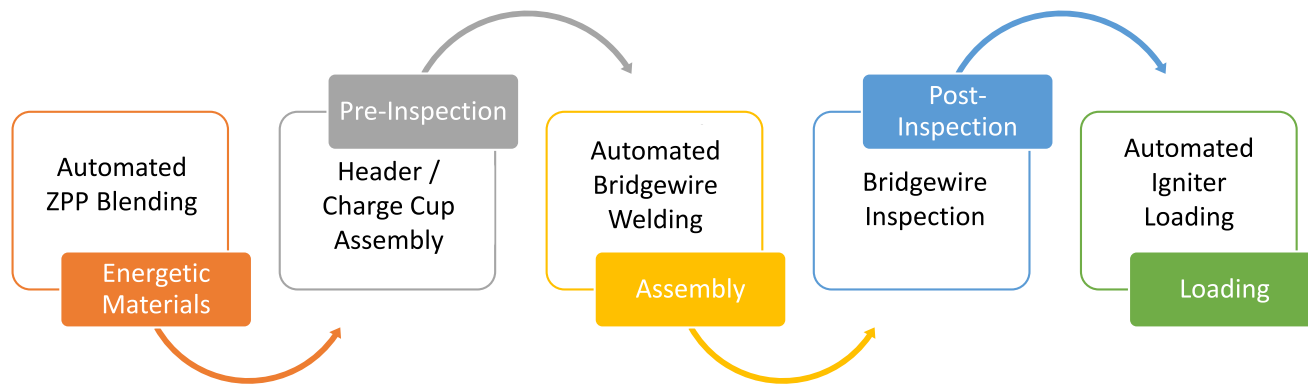 Automated
ZPP Blending
Energetic
Materials
Pre-Inspection
Header /
Charge Cup
Assembly
Automated
Bridgewire
Welding
Assembly
Post-
Inspection
Bridgewire
Inspection
Automated
Igniter
Loading
Loading